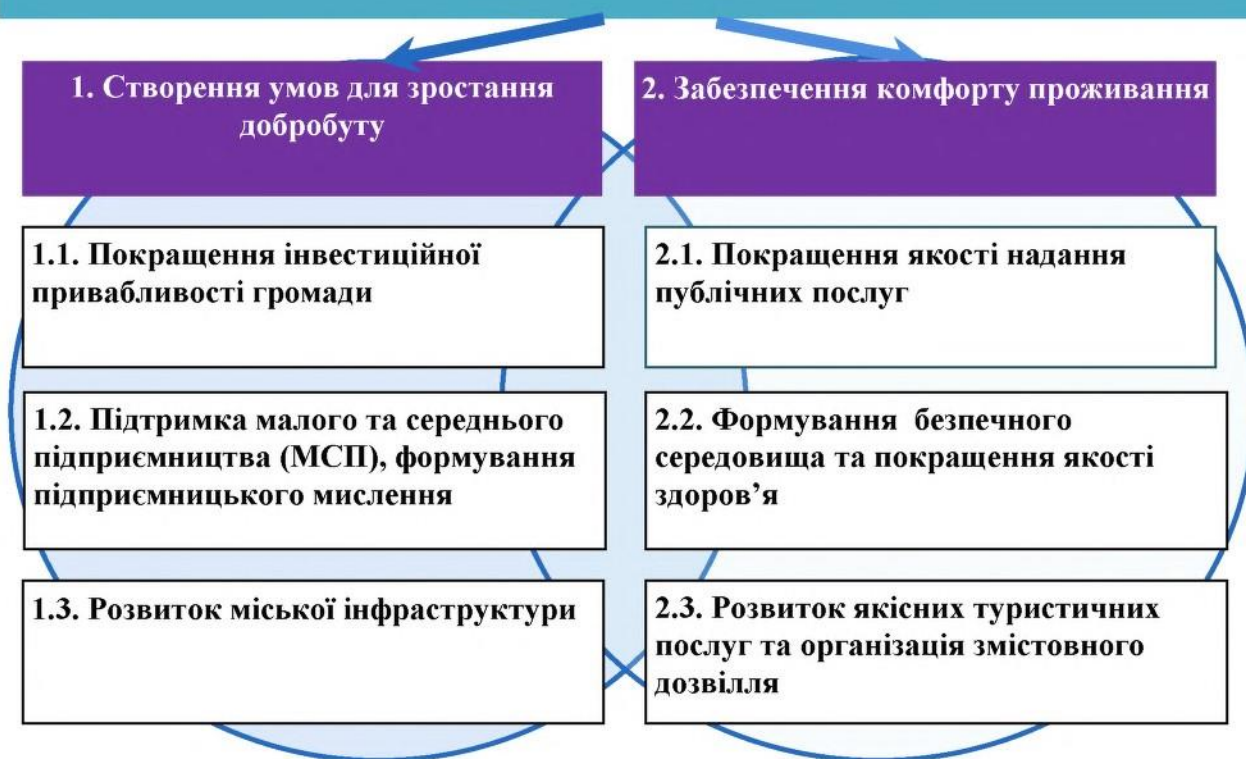 1. Створення умов для зростання
добробуту
2. Забезпечення комфорту проживання
1.1. Покращення інвестиційної
привабливості громади
2.1. Покращення якості надання
публічних послуг
1.2. Підтримка малого та середнього
підприємництва (МСП), формування
підприємницького мислення
2.2. Формування безпечного
середовища та покращення якості
здоров’я
1.3. Розвиток міської інфраструктури
2.3. Розвиток якісних туристичних
послуг та організація змістовного
дозвілля